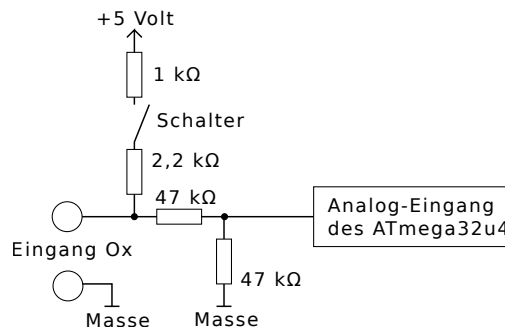 +5 Volt
1 kΩ
Schalter
2,2 kΩ
47 kΩ
Analog-Eingang
des ATmega32u4
Eingang Ox
47 kΩ
Masse
Masse